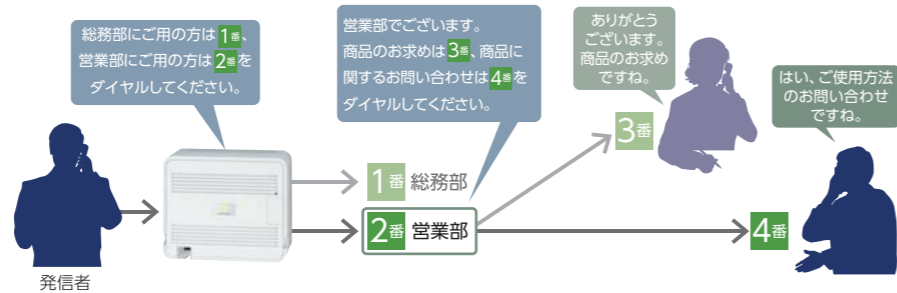 総務部にご用の方は1番、
営業部にご用の方は2番を
ダイヤルしてください。
営業部でございます。
商品のお求めは3番、商品に
関するお問い合わせは4番を
ダイヤルしてください。
ありがとう
ございます。
商品のお求め
ですね。
はい、ご使用方法
のお問い合わせ
ですね。
3番
1番 総務部
2番 営業部
4番
発信者